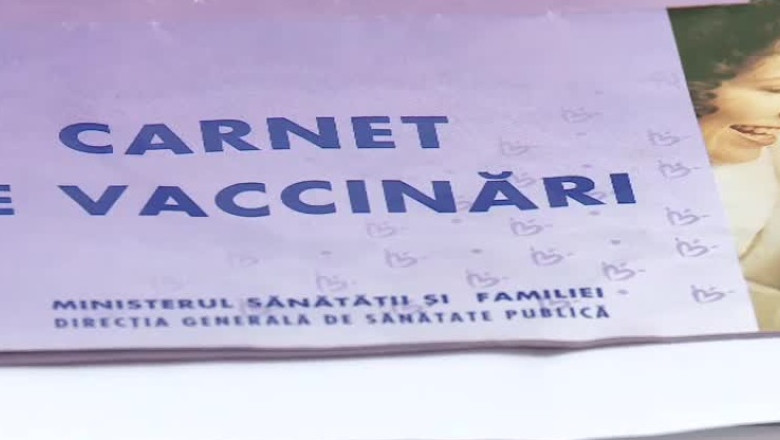 CARNET
E VACCINĂRI
MINISTERUL SĂNĂTĂȚII ȘI FAMILIEI
DIRECȚIA GENERALĂ DE SĂNĂTATE PUBLICĂ